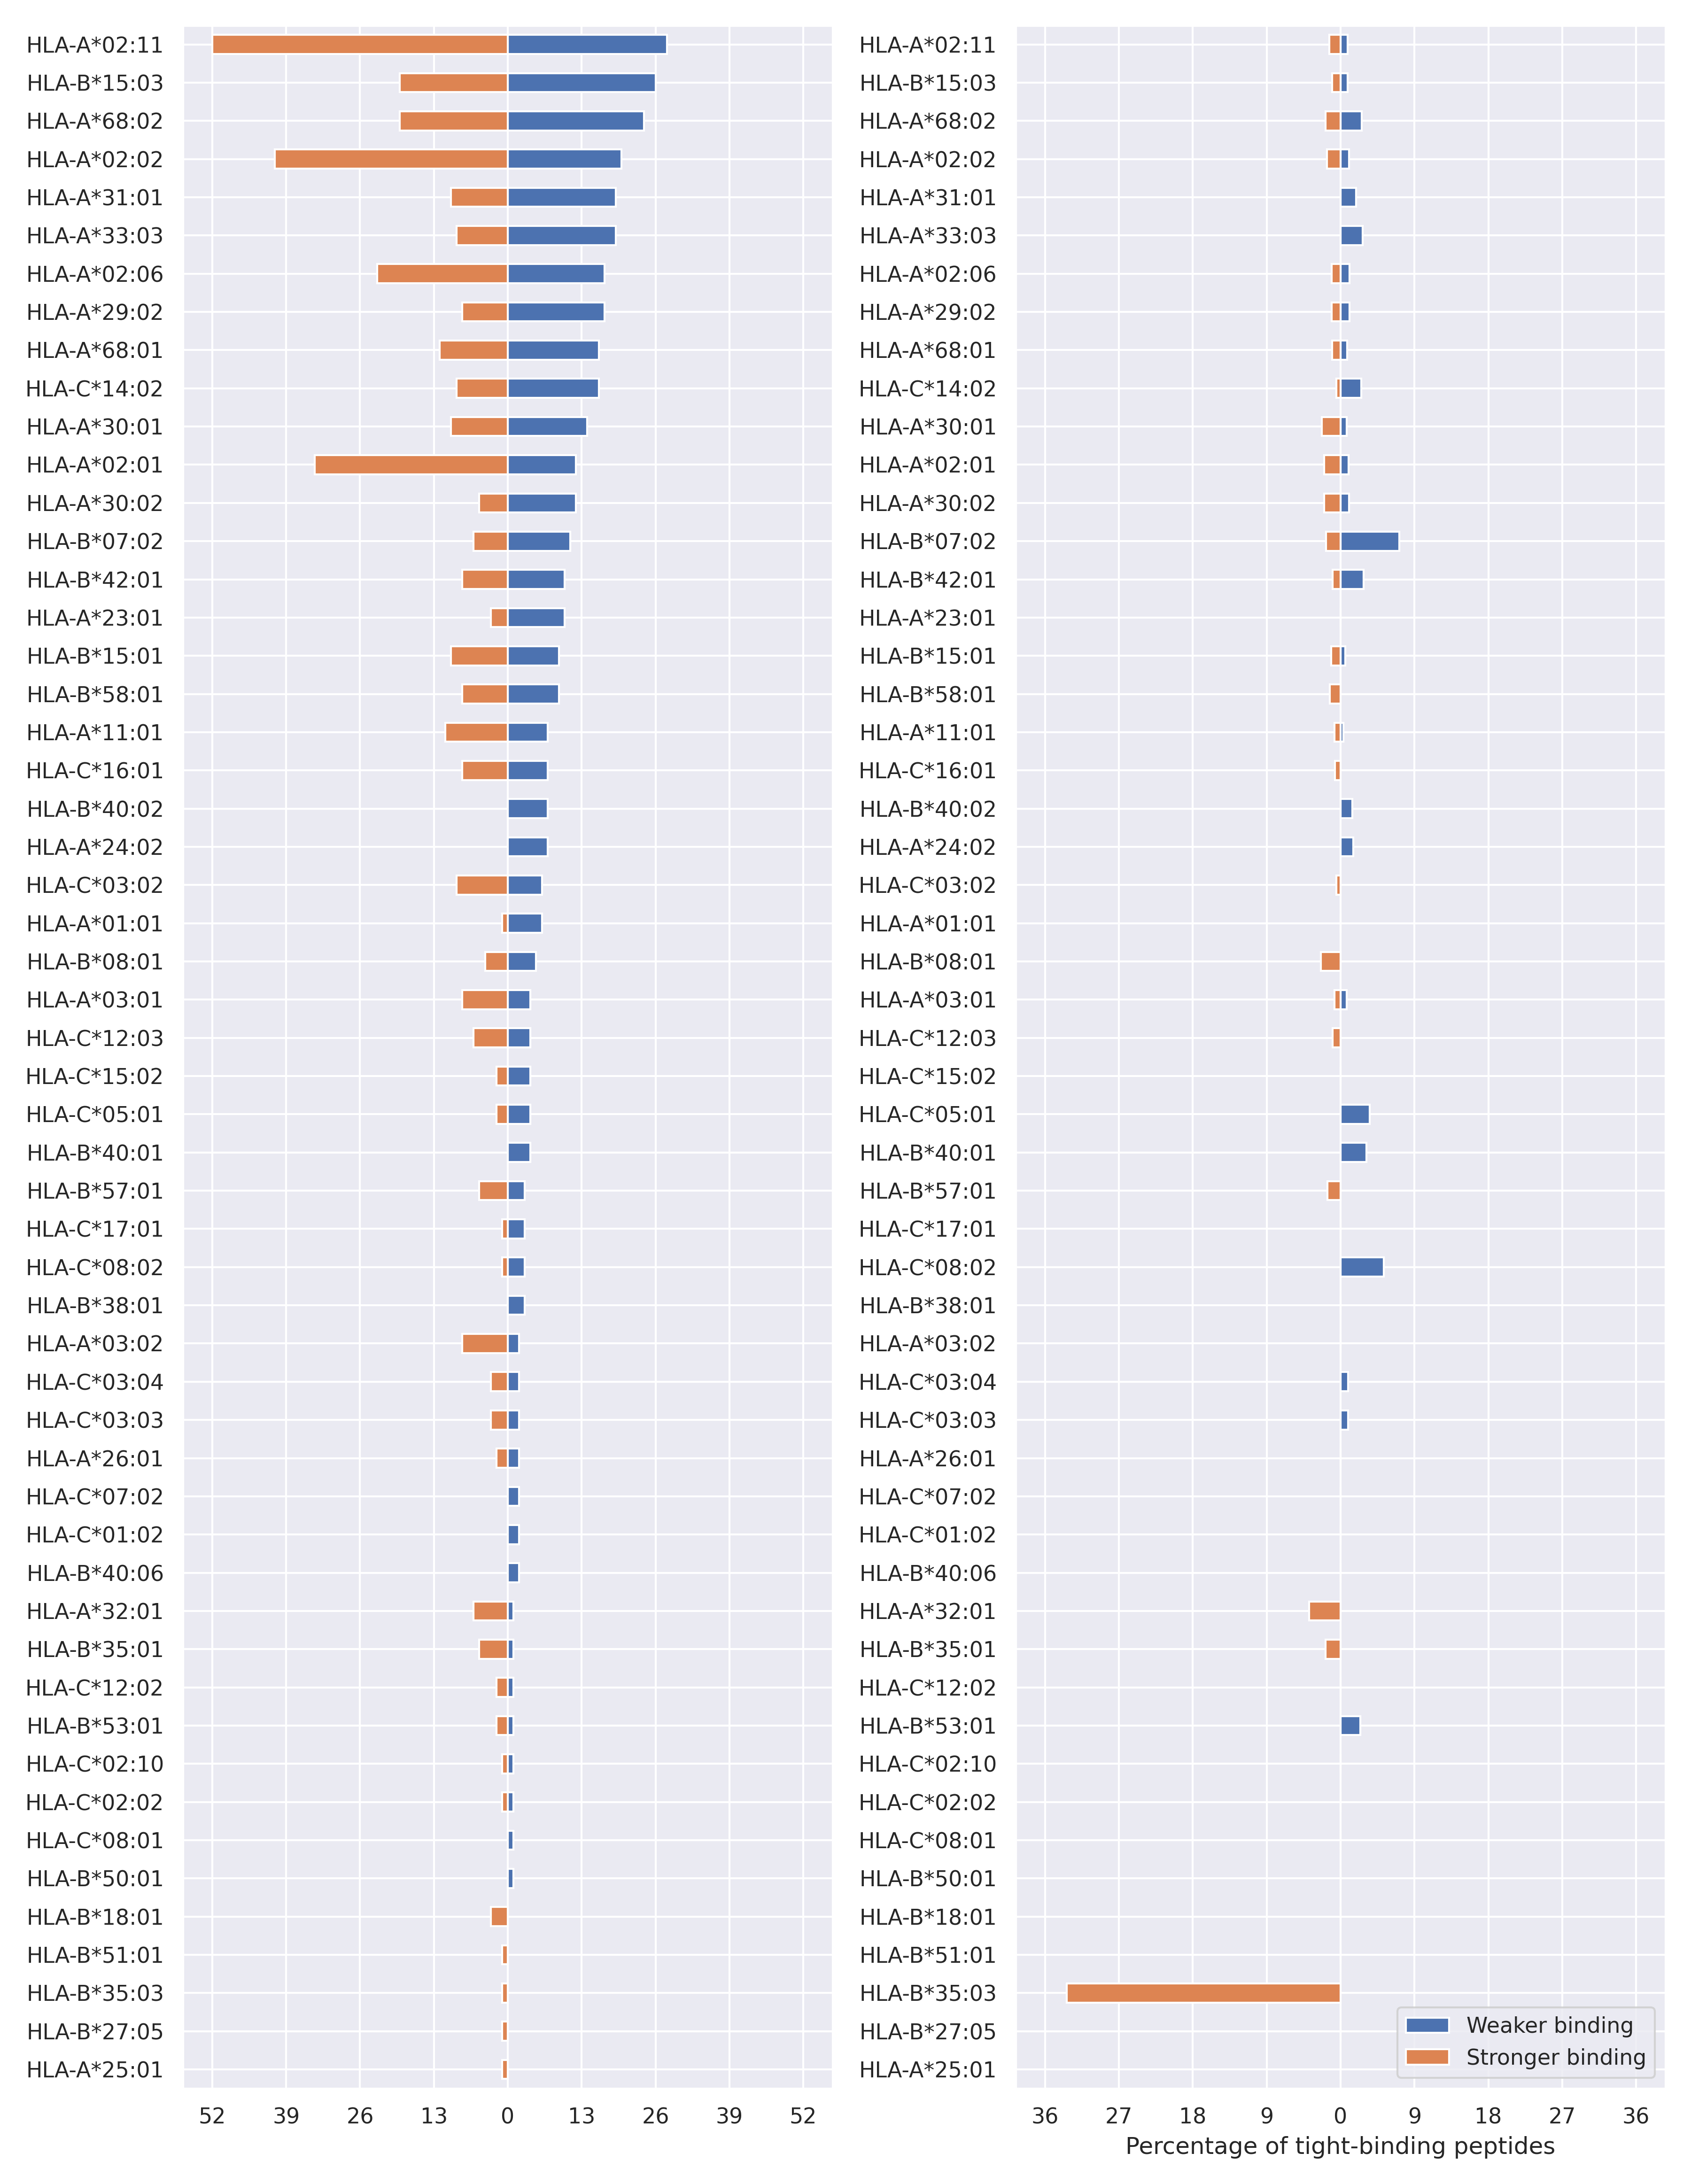 HLA-A*02:11
HLA-B*15:03
HLA-A*68:02
HLA-A*02:02
HLA-A*31:01
HLA-A*33:03
HLA-A*02:06
HLA-A*29:02
HLA-A*68:01
HLA-C*14:02
HLA-A*30:01
HLA-A*02:01
HLA-A*30:02
HLA-B*07:02
HLA-B*42:01
HLA-A*23:01
HLA-B*15:01
HLA-B*58:01
HLA-A*11:01
HLA-C*16:01
HLA-B*40:02
HLA-A*24:02
HLA-C*03:02
HLA-A*01:01
HLA-B*08:01
HLA-A*03:01
HLA-C*12:03
HLA-C*15:02
HLA-C*05:01
HLA-B*40:01
HLA-B*57:01
HLA-C*17:01
HLA-C*08:02
HLA-B*38:01
HLA-A*03:02
HLA-C*03:04
HLA-C*03:03
HLA-A*26:01
HLA-C*07:02
HLA-C*01:02
HLA-B*40:06
HLA-A*32:01
HLA-B*35:01
HLA-C*12:02
HLA-B*53:01
HLA-C*02:10
HLA-C*02:02
HLA-C*08:01
HLA-B*50:01
HLA-B*18:01
HLA-B*51:01
HLA-B*35:03
HLA-B*27:05
HLA-A*25:01
52 39 26 13 0 13 26 39 52
HLA-A*02:11
HLA-B*15:03
HLA-A*68:02
HLA-A*02:02
HLA-A*31:01
HLA-A*33:03
HLA-A*02:06
HLA-A*29:02
HLA-A*68:01
HLA-C*14:02
HLA-A*30:01
HLA-A*02:01
HLA-A*30:02
HLA-B*07:02
HLA-B*42:01
HLA-A*23:01
HLA-B*15:01
HLA-B*58:01
HLA-A*11:01
HLA-C*16:01
HLA-B*40:02
HLA-A*24:02
HLA-C*03:02
HLA-A*01:01
HLA-B*08:01
HLA-A*03:01
HLA-C*12:03
HLA-C*15:02
HLA-C*05:01
HLA-B*40:01
HLA-B*57:01
HLA-C*17:01
HLA-C*08:02
HLA-B*38:01
HLA-A*03:02
HLA-C*03:04
HLA-C*03:03
HLA-A*26:01
HLA-C*07:02
HLA-C*01:02
HLA-B*40:06
HLA-A*32:01
HLA-B*35:01
HLA-C*12:02
HLA-B*53:01
HLA-C*02:10
HLA-C*02:02
HLA-C*08:01
HLA-B*50:01
HLA-B*18:01
HLA-B*51:01
HLA-B*35:03
HLA-B*27:05
HLA-A*25:01
Weaker binding
Stronger binding
36 27 18 9 0 9 18 27 36
Percentage of tight-binding peptides